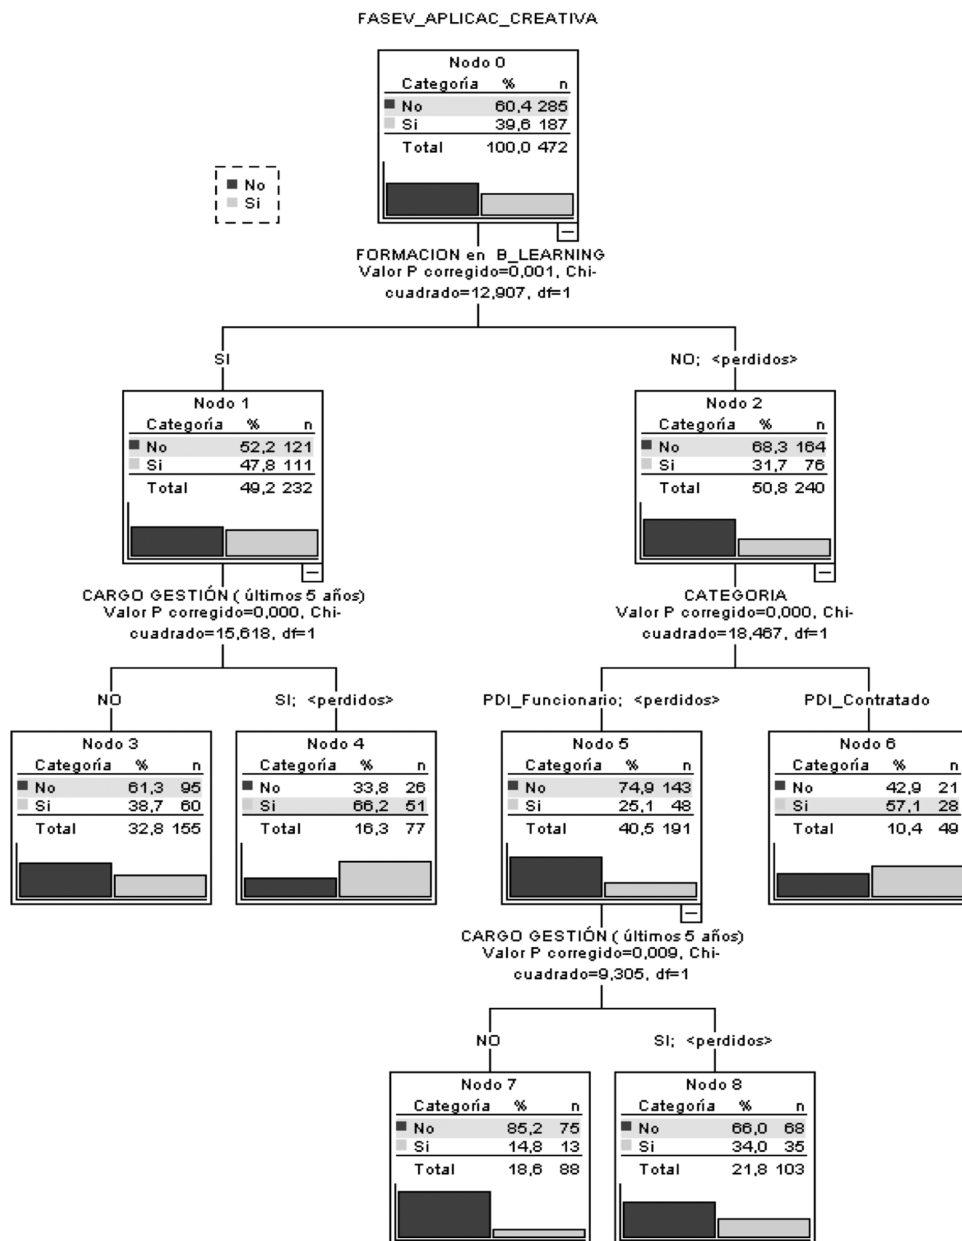 FASEV_APLICAC_CREATIVA
Nodo 0
Categoría % n
No 60,4 285
Si 39,6 187
Total 100,0 472
No
Si
FORMACION en B_LEARNING
Valor P corregido=0,001, Chi-
cuadrado=12,907, df=1
SI
NO; <perdidos>
Nodo 1
Categoría % n
No 52,2 121
Si 47,8 111
Total 49,2 232
Nodo 2
Categoría % n
No 68,3 164
Si 31,7 76
Total 50,8 240
CARGO GESTIÓN ( últimos 5 años)
Valor P corregido=0,000, Chi-
cuadrado=15,618, df=1
CATEGORIA
Valor P corregido=0,000, Chi-
cuadrado=18,467, df=1
NO
SI; <perdidos>
PDI_Funcionario; <perdidos>
PDI_Contratado
Nodo 3
Categoría % n
No 61,3 95
Si 38,7 60
Total 32,8 155
Nodo 4
Categoría % n
No 33,8 26
Si 66,2 51
Total 16,3 77
Nodo 5
Categoría % n
No 74,9 143
Si 25,1 48
Total 40,5 191
Nodo 6
Categoría % n
No 42,9 21
Si 57,1 28
Total 10,4 49
CARGO GESTIÓN ( últimos 5 años)
Valor P corregido=0,009, Chi-
cuadrado=9,305, df=1
NO
SI; <perdidos>
Nodo 7
Categoría % n
No 85,2 75
Si 14,8 13
Total 18,6 88
Nodo 8
Categoría % n
No 66,0 68
Si 34,0 35
Total 21,8 103